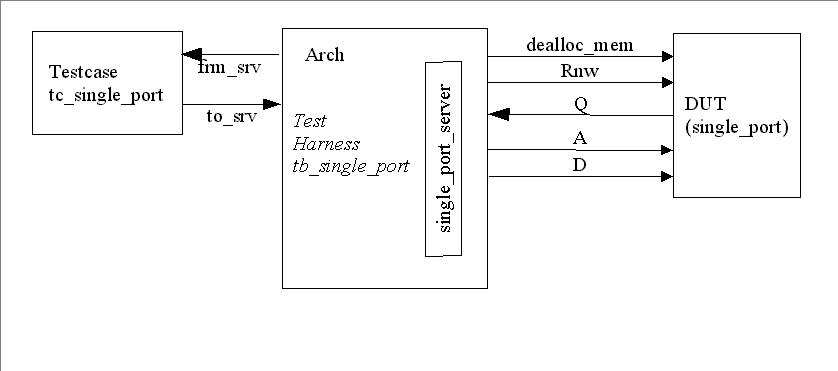 Testcase
tc_single_port
frm_srv
to_srv
Arch
Test
Harness
tb_single_port
single_port_server
dealloc_mem
Rnw
Q
A
D
DUT
(single_port)